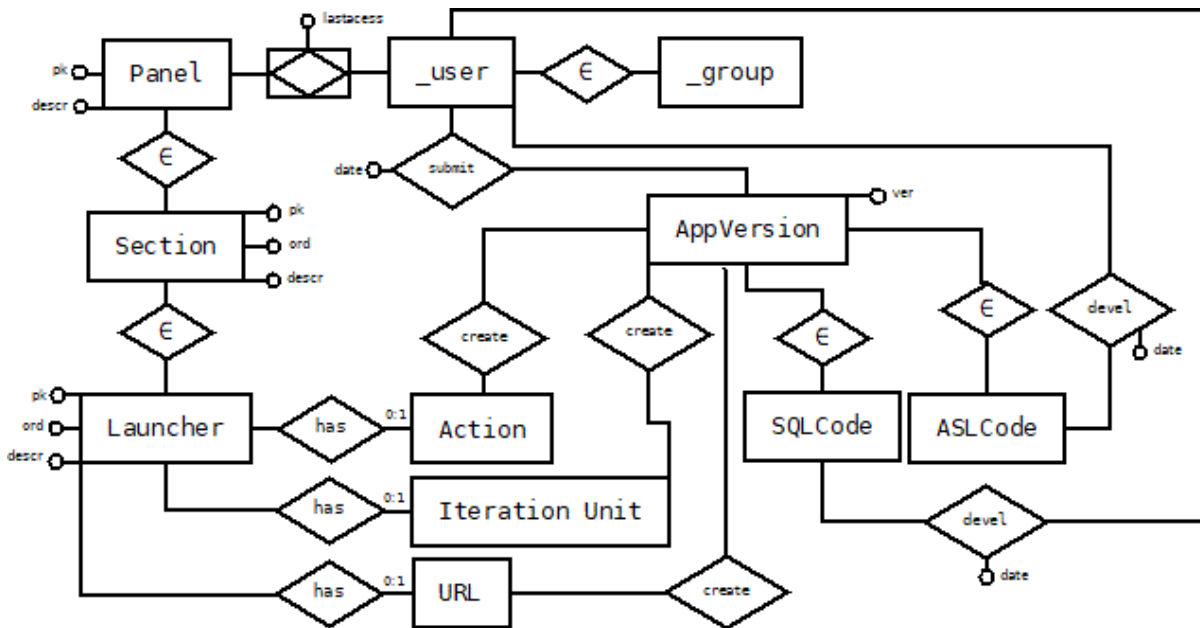 lastacess
pk
Panel
_user
∈
_group
descr
∈
date
submit
pk
ver
Section
ord
AppVersion
descr
∈
create
create
∈
∈
devel
date
pk
ord
Launcher
has
0:1
Action
SQLCode
ASLCode
descr
has
0:1
Iteration Unit
devel
date
has
0:1
URL
create